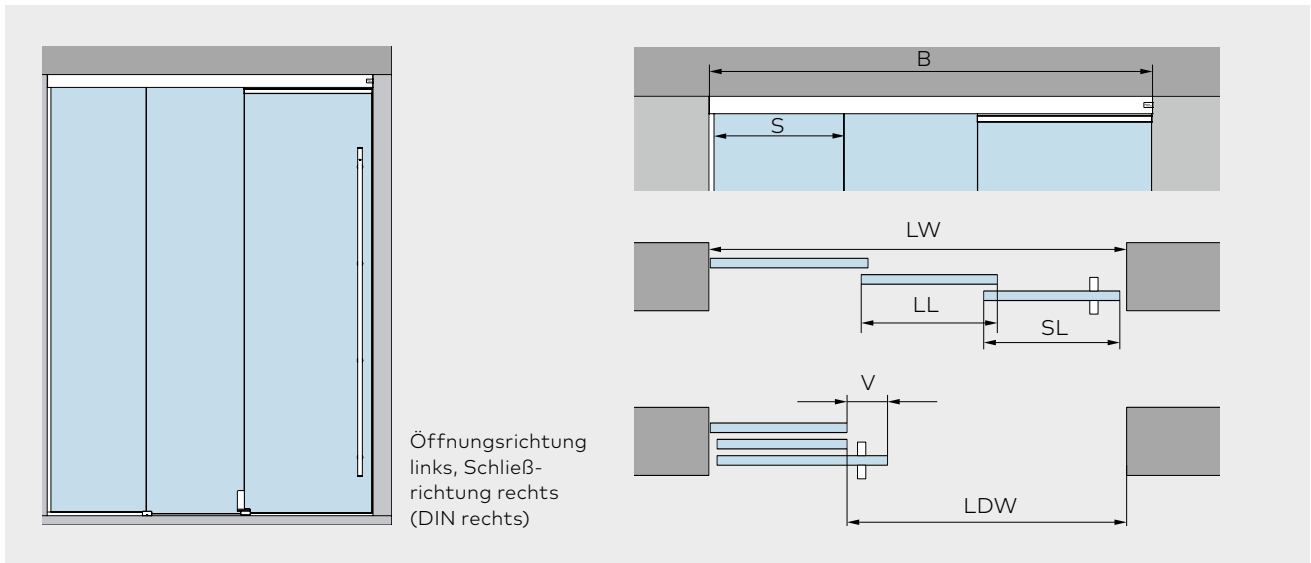 B
S
LW
LL
SL
V
Öffnungsrichtung
links, Schließ-
richtung rechts
(DIN rechts)
LDW